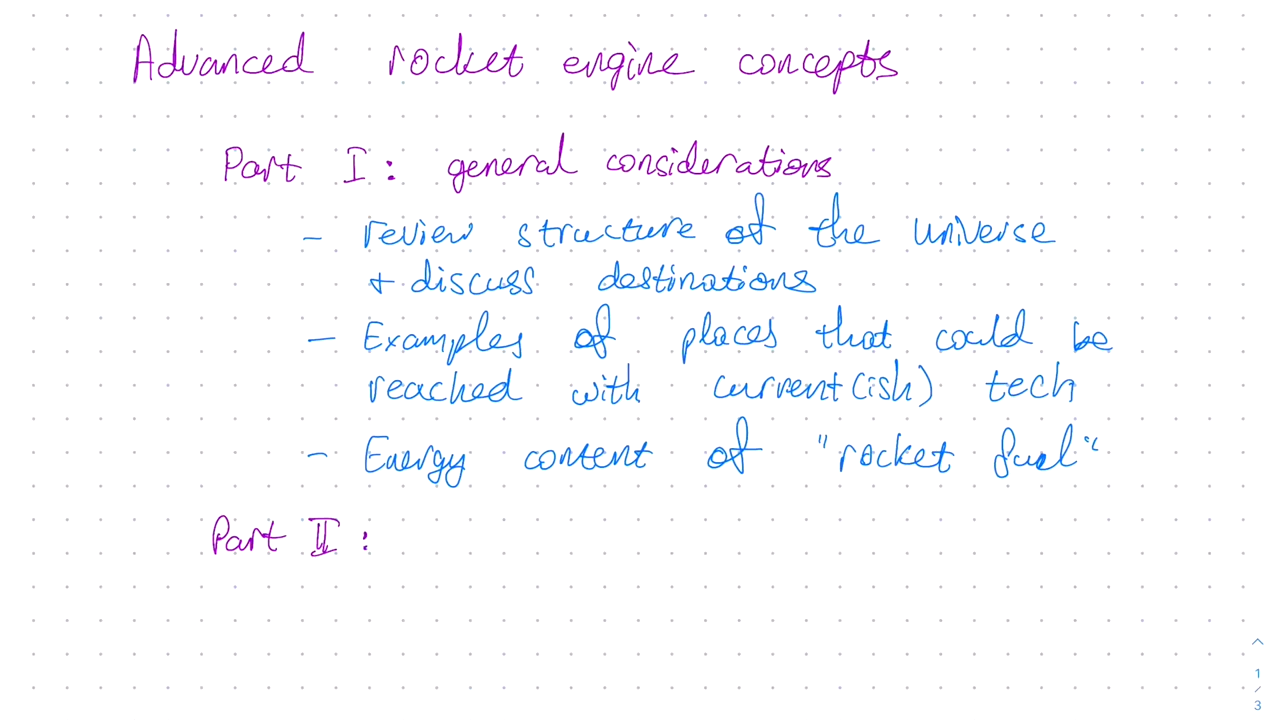 Advanced rocket engine concepts
Part I: general considerations
- review structure of the universe
+ discuss destinations
- Examples of places that could be
reached with current(ish) tech
- Energy content of "rocket fuel"
Part II:
1
/
3